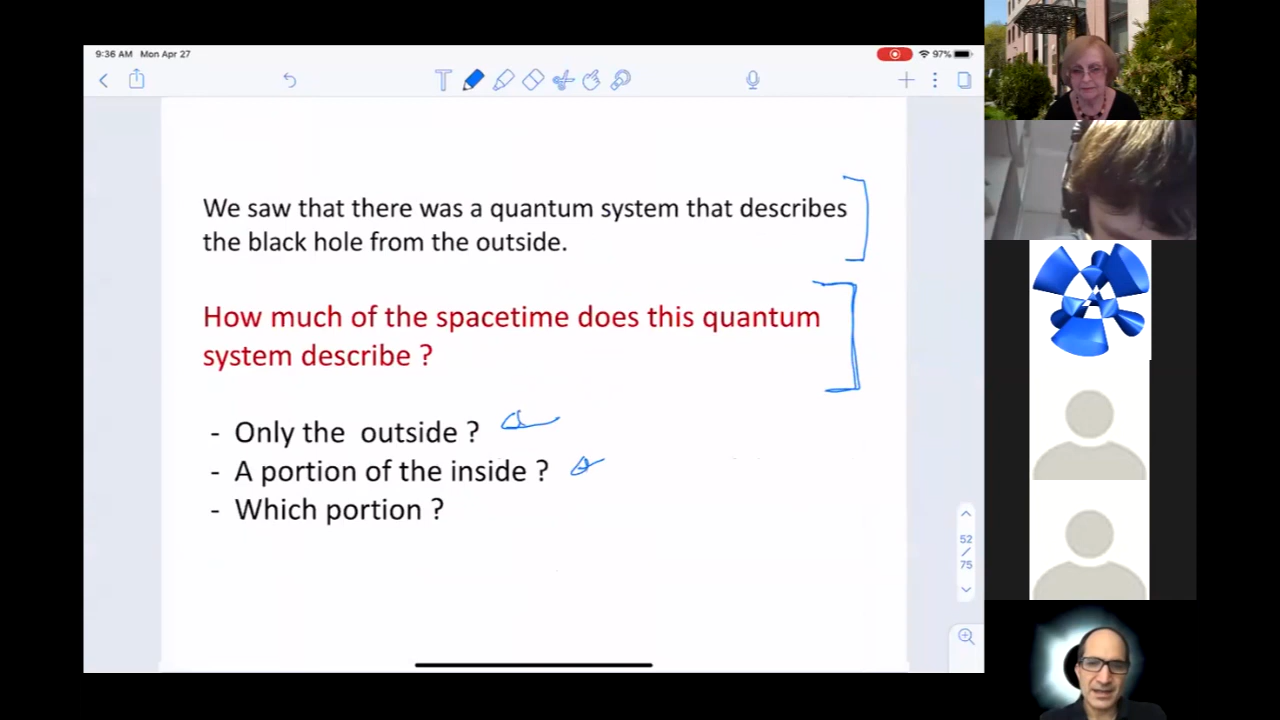 9:36 AM Mon Apr 27
97%
We saw that there was a quantum system that describes
the black hole from the outside.
How much of the spacetime does this quantum
system describe ?
- Only the outside ?
- A portion of the inside ?
- Which portion ?
52
/
75